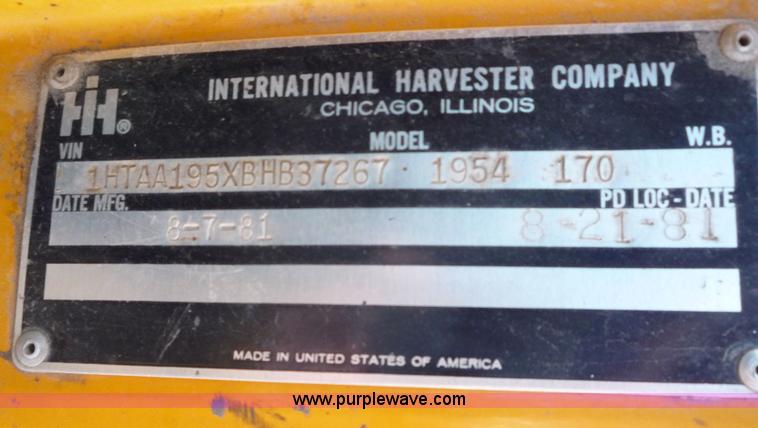 IH®
INTERNATIONAL HARVESTER COMPANY
CHICAGO, ILLINOIS
VIN MODEL W.B.
1HTAA195XBHB37267 1954 170
DATE MFG. PD LOC-DATE
8-7-81 8-21-81
MADE IN UNITED STATES OF AMERICA
www.purplewave.com